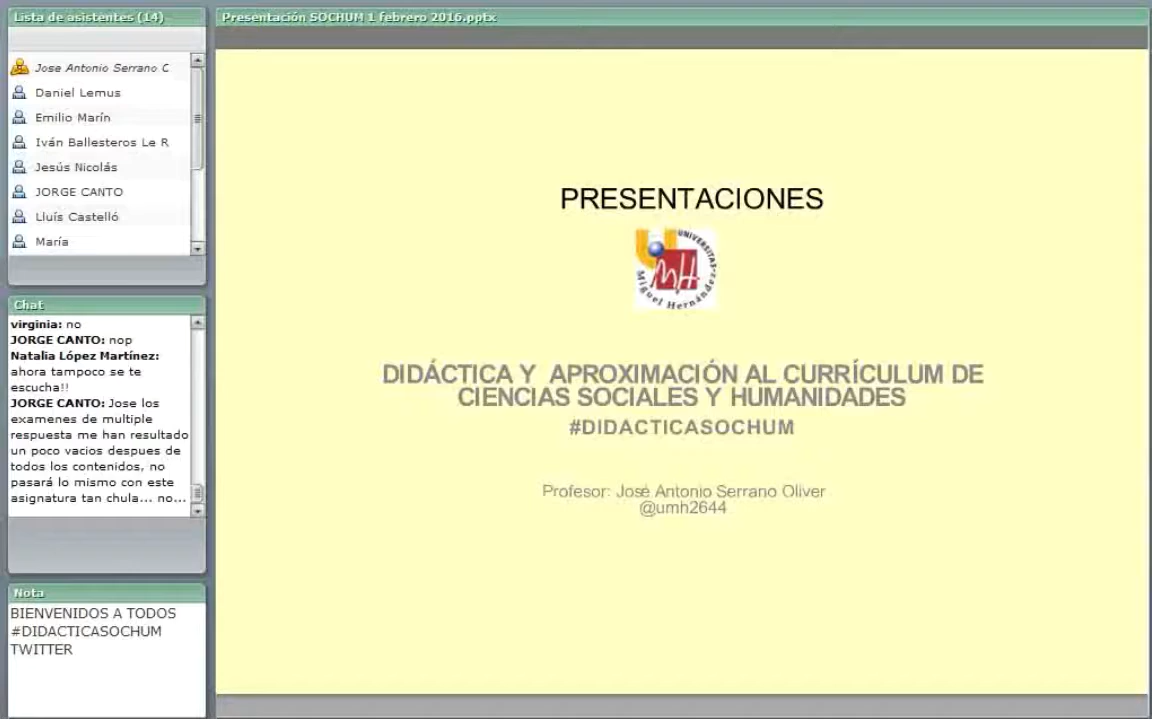 Lista de asistentes (14)
Jose Antonio Serrano C
Daniel Lemus
Emilio Marín
Iván Ballesteros Le R
Jesús Nicolás
JORGE CANTO
Lluís Castelló
María
Chat
virginia: no
JORGE CANTO: nop
Natalia López Martínez:
ahora tampoco se te
escucha!!
JORGE CANTO: Jose los
examenes de multiple
respuesta me han resultado
un poco vacios despues de
todos los contenidos, no
pasará lo mismo con este
asignatura tan chula... no...
Nota
BIENVENIDOS A TODOS
#DIDACTICASOCHUM
TWITTER
Presentación SOCHUM 1 febrero 2016.pptx
PRESENTACIONES
UNIVERSITAS
Miguel Hernández
DIDÁCTICA Y APROXIMACIÓN AL CURRÍCULUM DE
CIENCIAS SOCIALES Y HUMANIDADES
#DIDACTICASOCHUM
Profesor: José Antonio Serrano Oliver
@umh2644